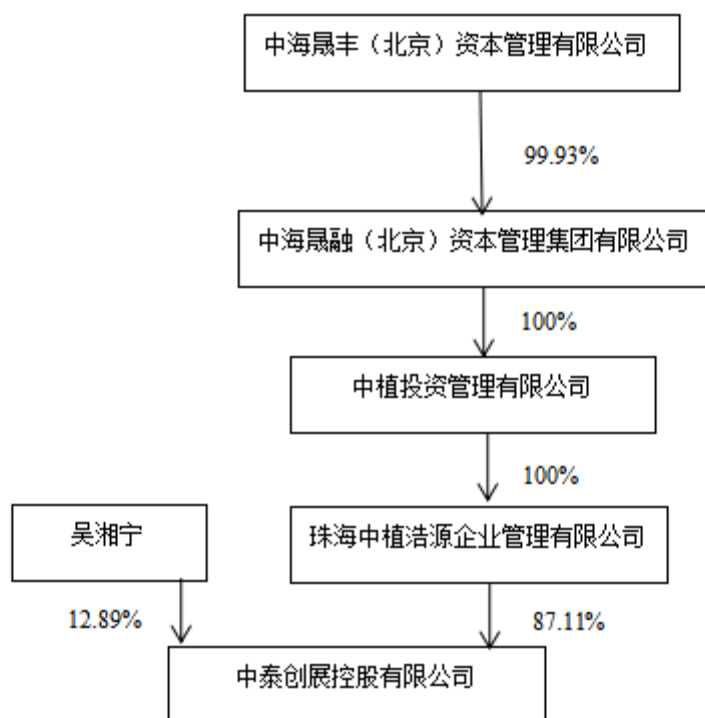 中海晟丰（北京）资本管理有限公司
99.93%
中海晟融（北京）资本管理集团有限公司
100%
中植投资管理有限公司
100%
吴湘宁
珠海中植浩源企业管理有限公司
12.89%
87.11%
中泰创展控股有限公司